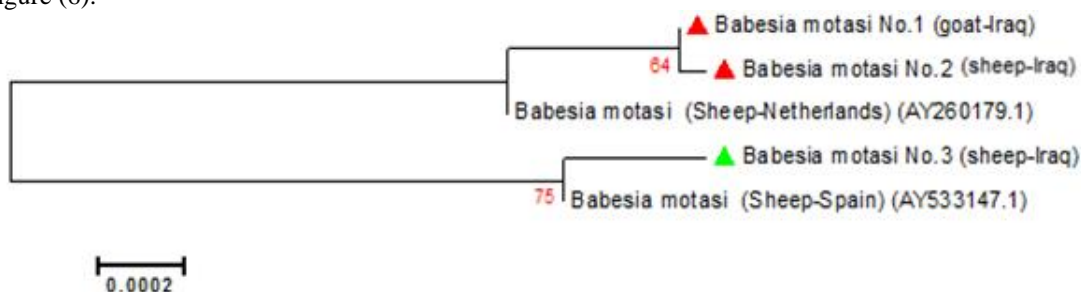 igure (6).
Babesia motasi No.1 (goat-Iraq)
64
Babesia motasi No.2 (sheep-Iraq)
Babesia motasi (Sheep-Netherlands) (AY260179.1)
Babesia motasi No.3 (sheep-Iraq)
75
Babesia motasi (Sheep-Spain) (AY533147.1)
0.0002